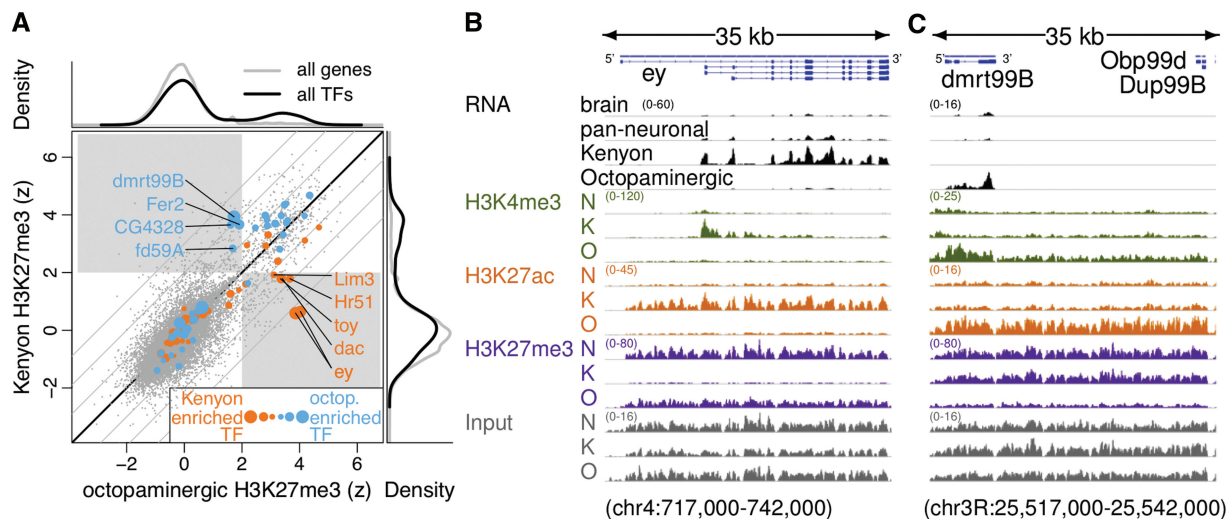 A
Density
all genes
all TFs
Kenyon H3K27me3 (z)
6
4
2
0
−2
dmrt99B
Fer2
CG4328
fd59A
Lim3
Hr51
toy
dac
ey
Kenyon enriched TF
octop. enriched TF
−2 0 2 4 6
octopaminergic H3K27me3 (z)
Density
B
35 kb
5' 3'
ey
RNA
brain (0-60)
pan-neuronal
Kenyon
Octopaminergic
H3K4me3 N (0-120)
K
O
H3K27ac N (0-45)
K
O
H3K27me3 N (0-80)
K
O
Input N (0-16)
K
O
(chr4:717,000-742,000)
C
35 kb
5' 3'
dmrt99B
Obp99d
Dup99B
(0-16)
(0-25)
(0-16)
(0-80)
(0-16)
(chr3R:25,517,000-25,542,000)